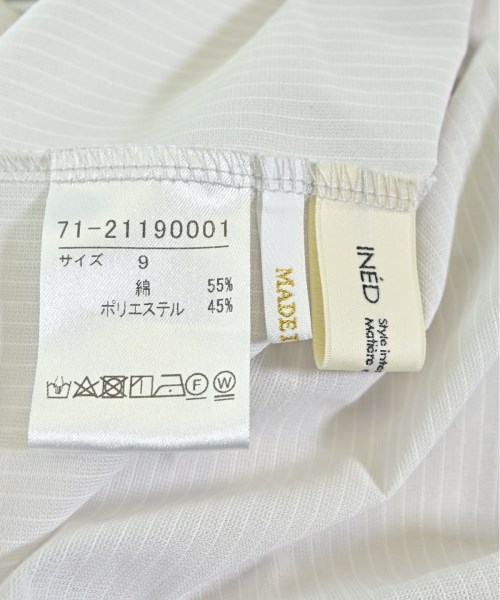 71-21190001
サイズ 9
綿 55%
ポリエステル 45%
F W
MADE
INÉD
Style
Matière